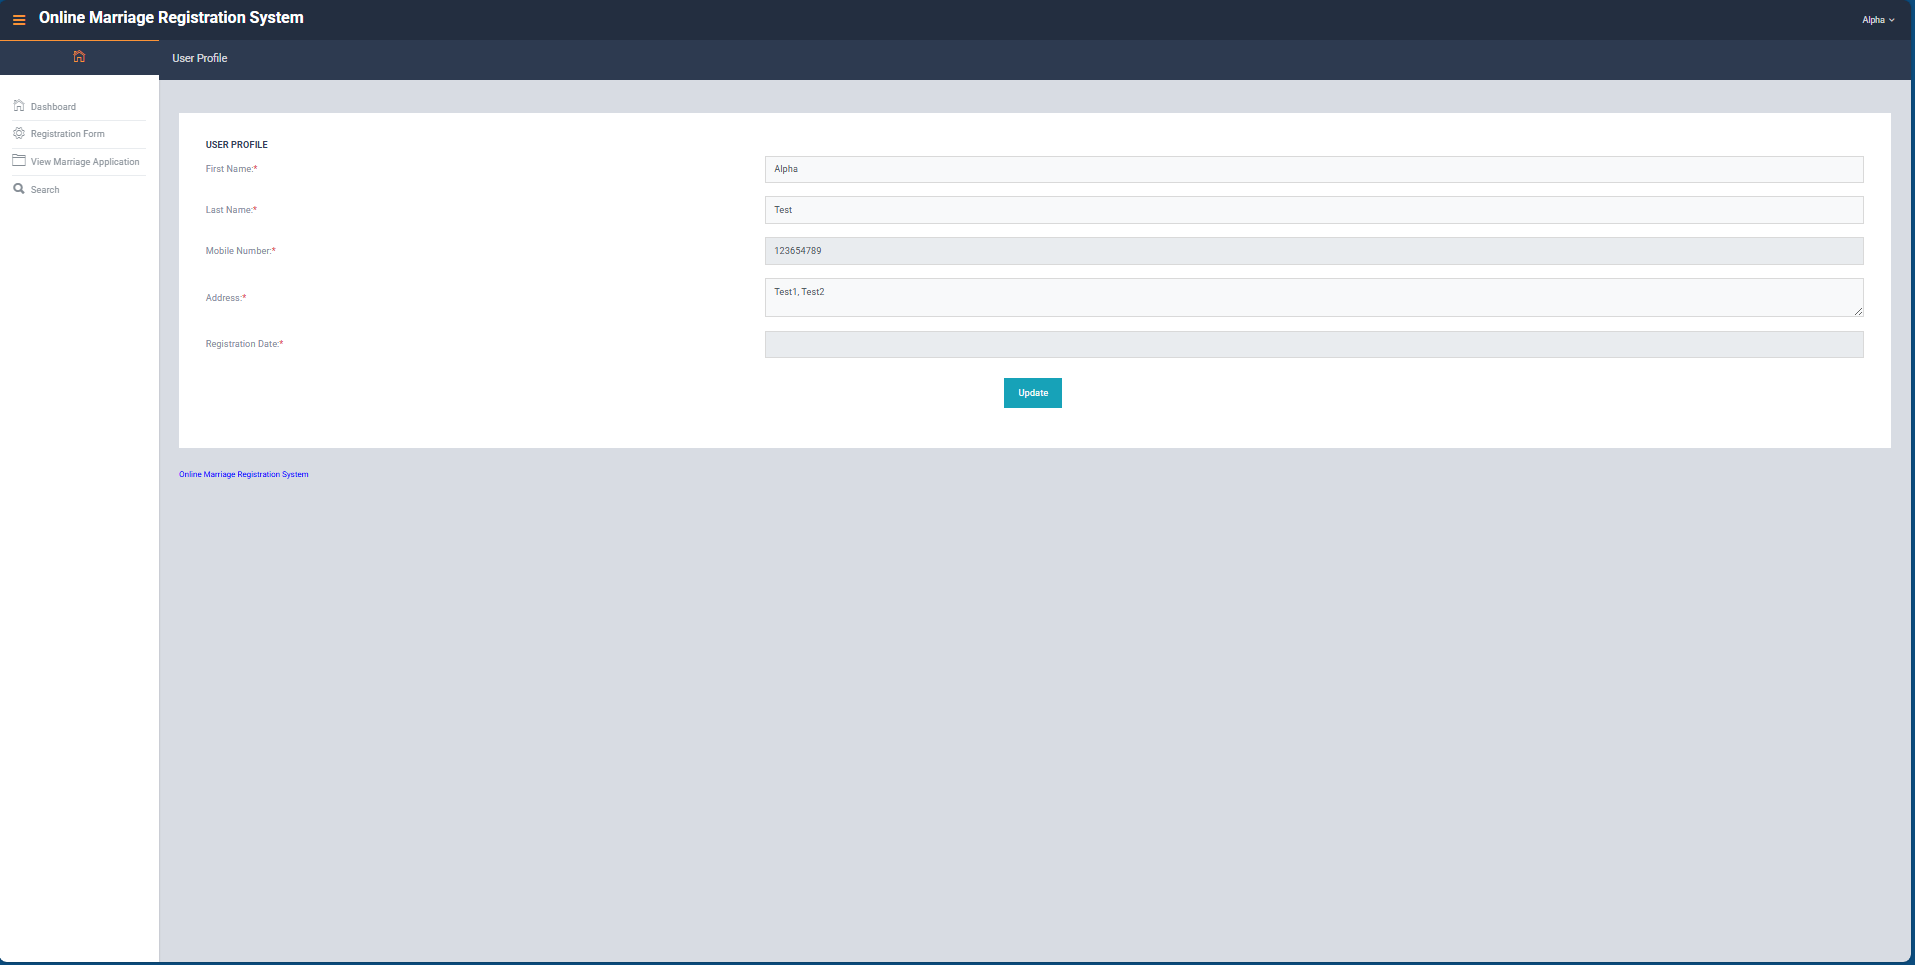 Online Marriage Registration System
Alpha
User Profile
Dashboard
Registration Form
View Marriage Application
Search
USER PROFILE
First Name:* Alpha
Last Name:* Test
Mobile Number:* 123654789
Address:* Test1, Test2
Registration Date:*
Update
Online Marriage Registration System